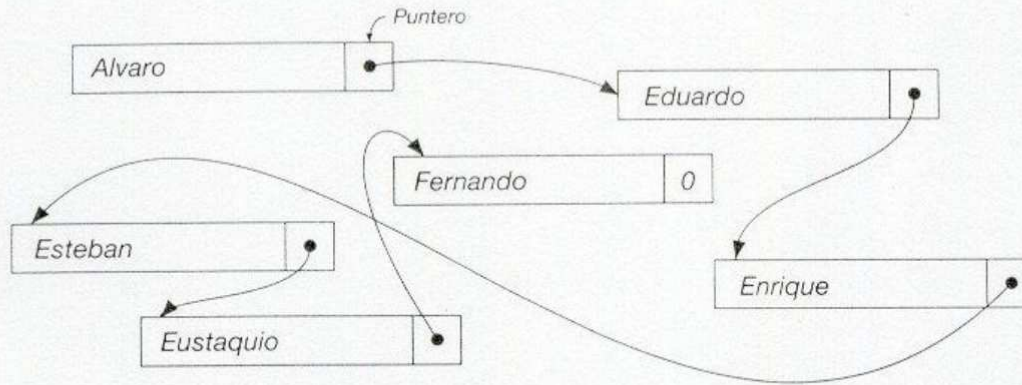 Puntero
Alvaro
Eduardo
Fernando 0
Esteban
Enrique
Eustaquio